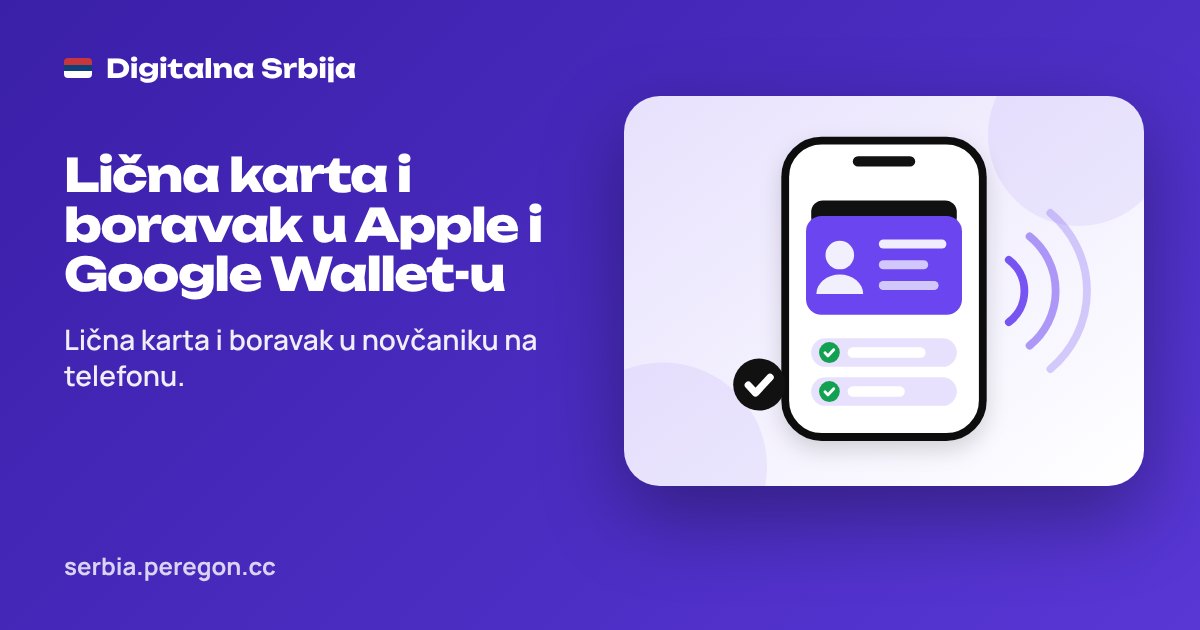 Digitalna Srbija
Lična karta i
boravak u Apple i
Google Wallet-u
Lična karta i boravak u novčaniku na
telefonu.
serbia.peregon.cc